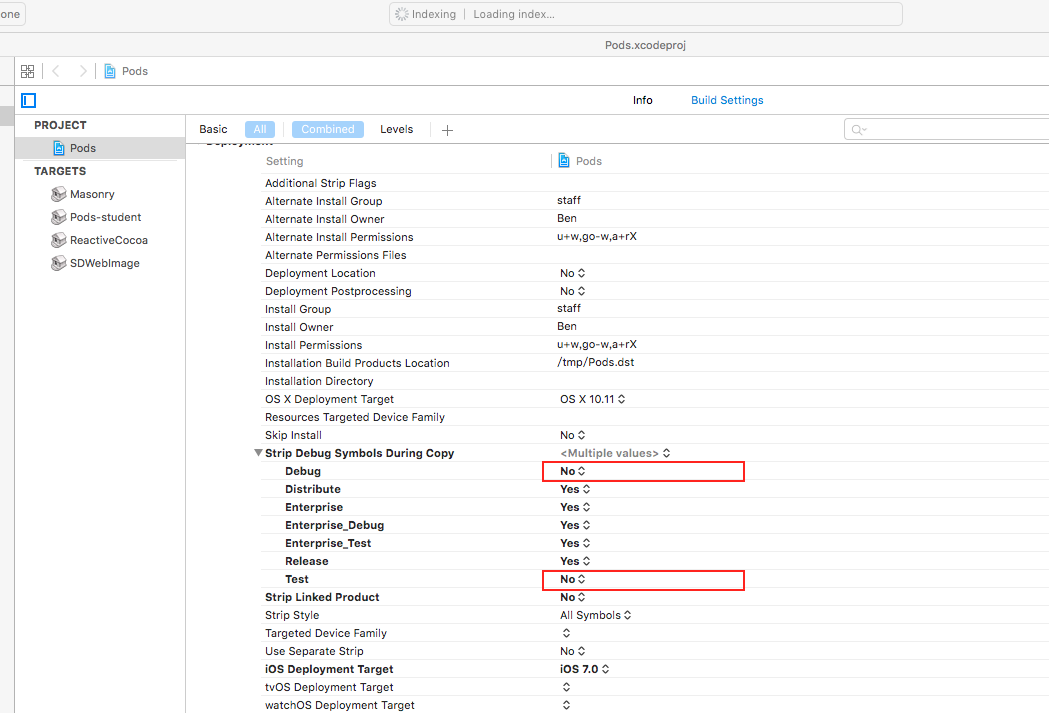 one
Indexing | Loading index...
Pods.xcodeproj
Pods
Info Build Settings
PROJECT
Pods
TARGETS
Masonry
Pods-student
ReactiveCocoa
SDWebImage
Basic All Combined Levels +
Deployment
Setting Pods
Additional Strip Flags
Alternate Install Group staff
Alternate Install Owner Ben
Alternate Install Permissions u+w,go-w,a+rX
Alternate Permissions Files
Deployment Location No
Deployment Postprocessing No
Install Group staff
Install Owner Ben
Install Permissions u+w,go-w,a+rX
Installation Build Products Location /tmp/Pods.dst
Installation Directory
OS X Deployment Target OS X 10.11
Resources Targeted Device Family
Skip Install No
Strip Debug Symbols During Copy <Multiple values>
Debug No
Distribute Yes
Enterprise Yes
Enterprise_Debug Yes
Enterprise_Test Yes
Release Yes
Test No
Strip Linked Product No
Strip Style All Symbols
Targeted Device Family
Use Separate Strip No
iOS Deployment Target iOS 7.0
tvOS Deployment Target
watchOS Deployment Target